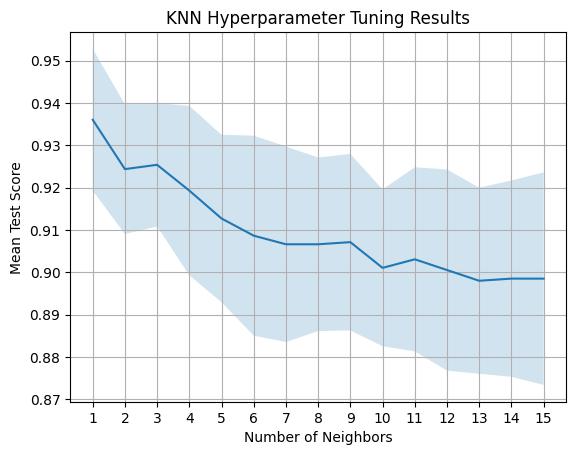 KNN Hyperparameter Tuning Results
Mean Test Score
0.95
0.94
0.93
0.92
0.91
0.90
0.89
0.88
0.87
1 2 3 4 5 6 7 8 9 10 11 12 13 14 15
Number of Neighbors